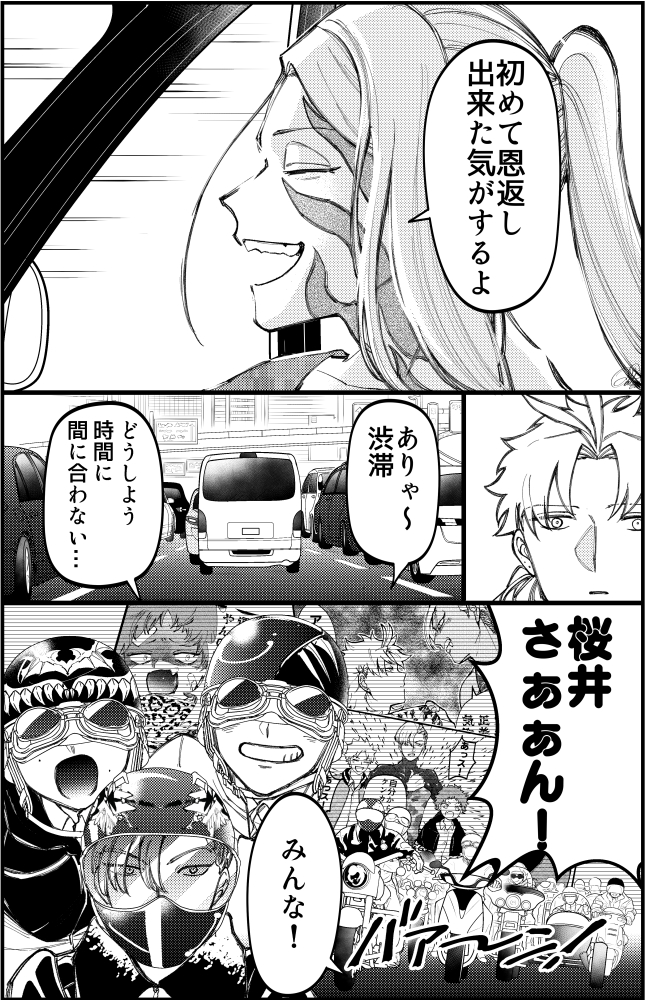 初めて恩返し
出来た気がするよ
ありゃ〜
渋滞
どうしよう
時間に
間に合わない…
桜井
さぁぁん!
みんな!
バァーンッ!